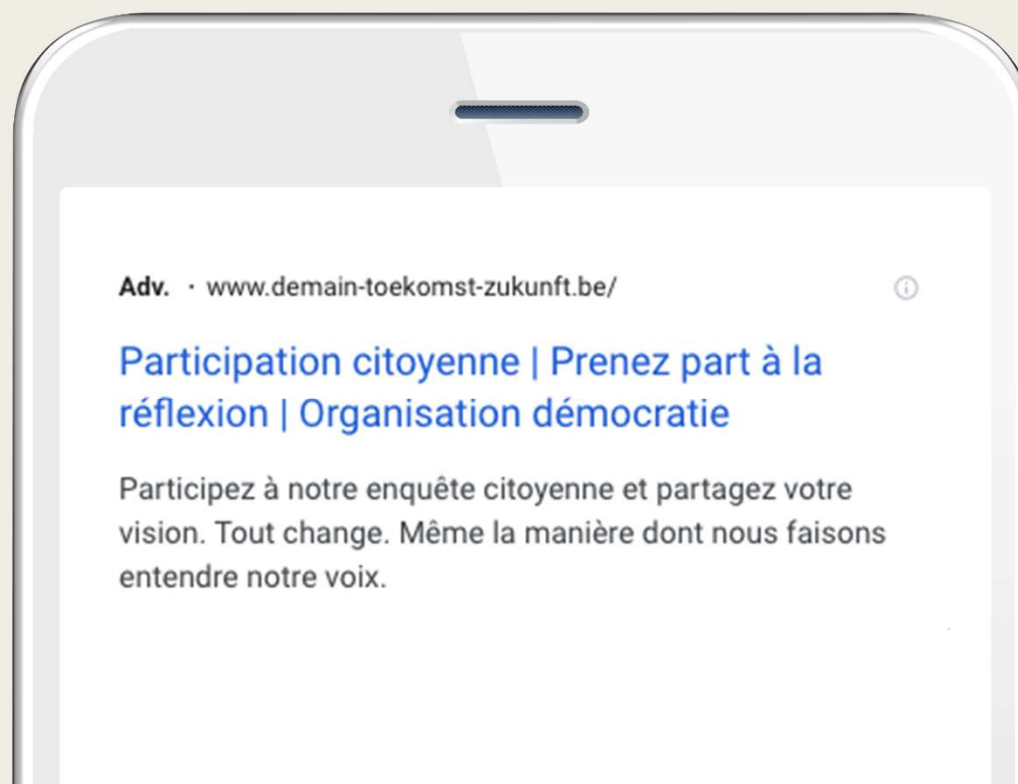 Adv. · www.demain-toekomst-zukunft.be/
Participation citoyenne | Prenez part à la
réflexion | Organisation démocratie
Participez à notre enquête citoyenne et partagez votre
vision. Tout change. Même la manière dont nous faisons
entendre notre voix.